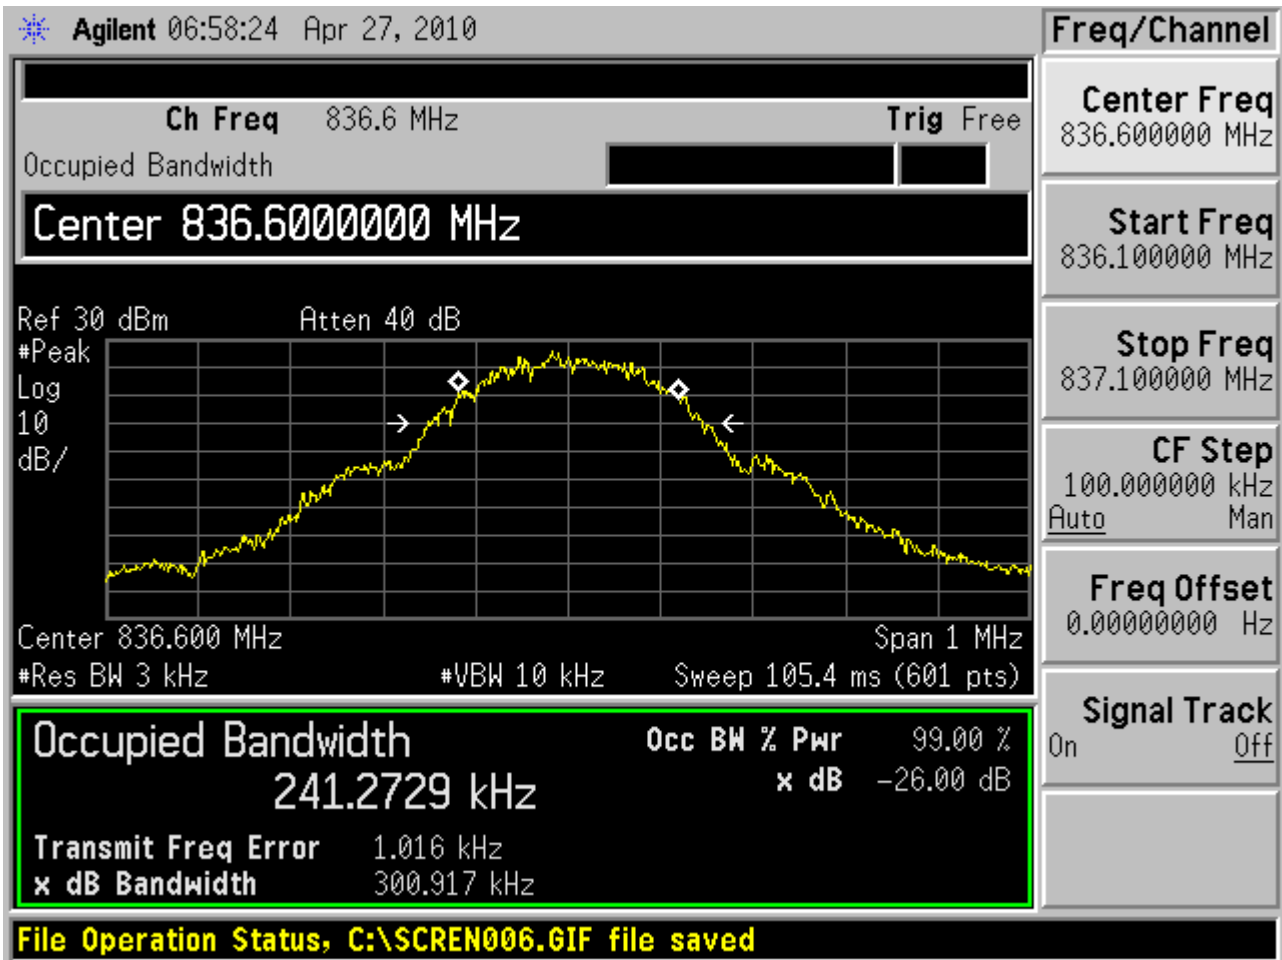 Agilent 06:58:24 Apr 27, 2010
Freq/Channel
Ch Freq 836.6 MHz Trig Free
Occupied Bandwidth
Center 836.6000000 MHz
Ref 30 dBm Atten 40 dB
#Peak
Log
10
dB/
Center 836.600 MHz Span 1 MHz
#Res BW 3 kHz #VBW 10 kHz Sweep 105.4 ms (601 pts)
Occupied Bandwidth Occ BW % Pwr 99.00 %
241.2729 kHz x dB -26.00 dB
Transmit Freq Error 1.016 kHz
x dB Bandwidth 300.917 kHz
Center Freq
836.600000 MHz
Start Freq
836.100000 MHz
Stop Freq
837.100000 MHz
CF Step
100.000000 kHz
Auto Man
Freq Offset
0.00000000 Hz
Signal Track
On Off
File Operation Status, C:\SCREN006.GIF file saved